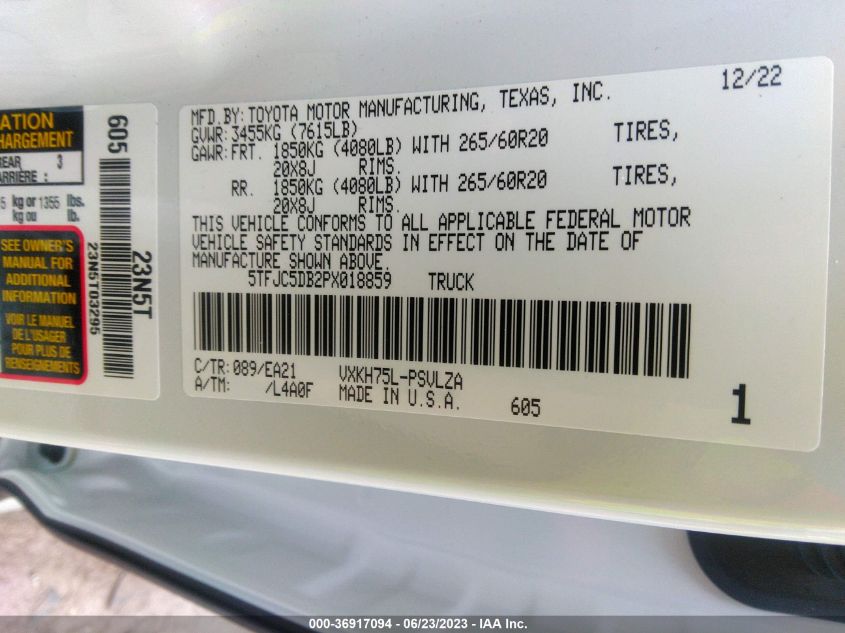 12/22
MFD.BY: TOYOTA MOTOR MANUFACTURING, TEXAS, INC.
GVWR: 3455KG (7615LB)
GAWR: FRT. 1850KG (4080LB) WITH 265/60R20 TIRES,
20X8J RIMS.
RR. 1850KG (4080LB) WITH 265/60R20 TIRES,
20X8J RIMS.
THIS VEHICLE CONFORMS TO ALL APPLICABLE FEDERAL MOTOR
VEHICLE SAFETY STANDARDS IN EFFECT ON THE DATE OF
MANUFACTURE SHOWN ABOVE.
5TFJC5DB2PX018859 TRUCK
C/TR: 089/EA21 VXKH75L-PSVLZA
A/TM: /L4A0F MADE IN U.S.A. 605
1
ATION
CHARGEMENT
REAR 3
ARRIÈRE :
5 kg or 1355 lbs.
kg ou lb.
SEE OWNER'S
MANUAL FOR
ADDITIONAL
INFORMATION
VOIR LE MANUEL
DE L'USAGER
POUR PLUS DE
RENSEIGNEMENTS
605
23N5T
23N5T03295
000-36917094 - 06/23/2023 - IAA Inc.